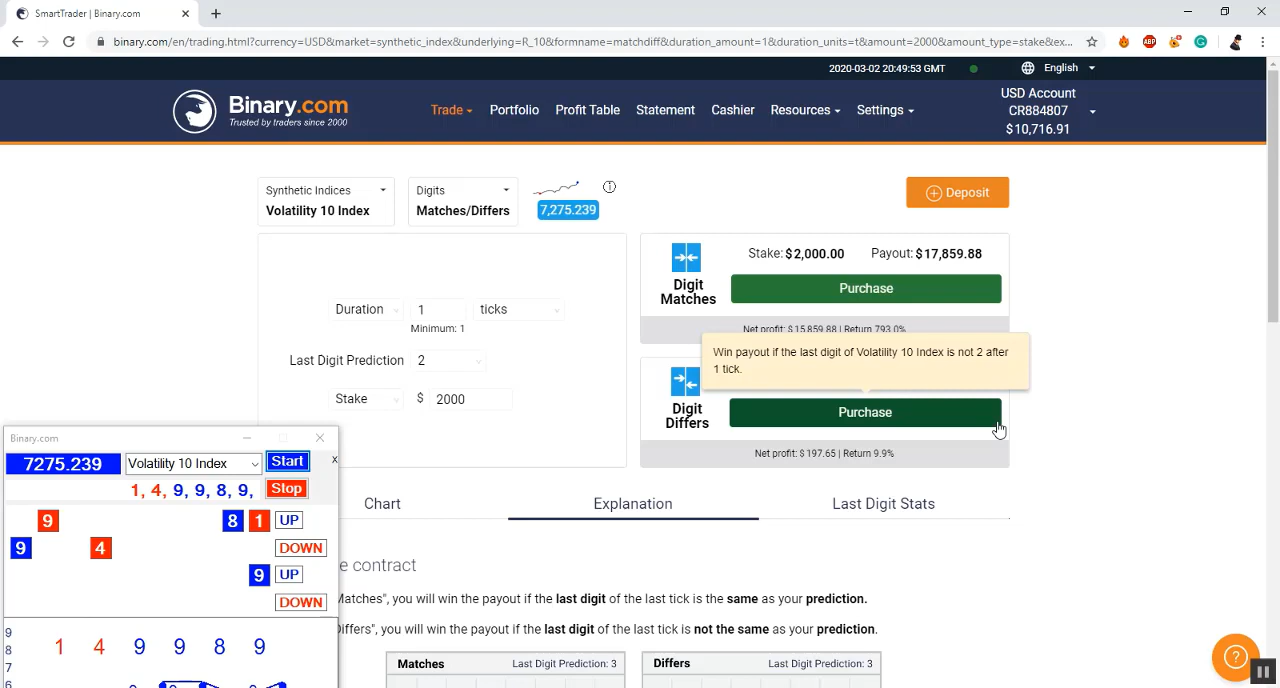 SmartTrader | Binary.com
binary.com/en/trading.html?currency=USD&market=synthetic_index&underlying=R_10&formname=matchdiff&duration_amount=1&duration_units=t&amount=2000&amount_type=stake&ex...
ABP
2020-03-02 20:49:53 GMT
English
Binary.com
Trusted by traders since 2000
Trade
Portfolio
Profit Table
Statement
Cashier
Resources
Settings
USD Account
CR884807
$10,716.91
Synthetic Indices
Volatility 10 Index
Digits
Matches/Differs
7,275.239
Deposit
Duration 1 ticks
Minimum: 1
Last Digit Prediction 2
Stake $ 2000
Digit Matches
Stake: $2,000.00 Payout: $17,859.88
Purchase
Net profit: $15,859.88 | Return 793.0%
Win payout if the last digit of Volatility 10 Index is not 2 after
1 tick.
Digit Differs
Purchase
Net profit: $197.65 | Return 9.9%
Chart
Explanation
Last Digit Stats
Binary.com
7275.239 Volatility 10 Index Start x
1, 4, 9, 9, 8, 9, Stop
9 8 1 UP
9 4 DOWN
9 UP
DOWN
9
8
7
6
1 4 9 9 8 9
e contract
Matches", you will win the payout if the last digit of the last tick is the same as your prediction.
Differs", you will win the payout if the last digit of the last tick is not the same as your prediction.
Matches Last Digit Prediction: 3
Differs Last Digit Prediction: 3